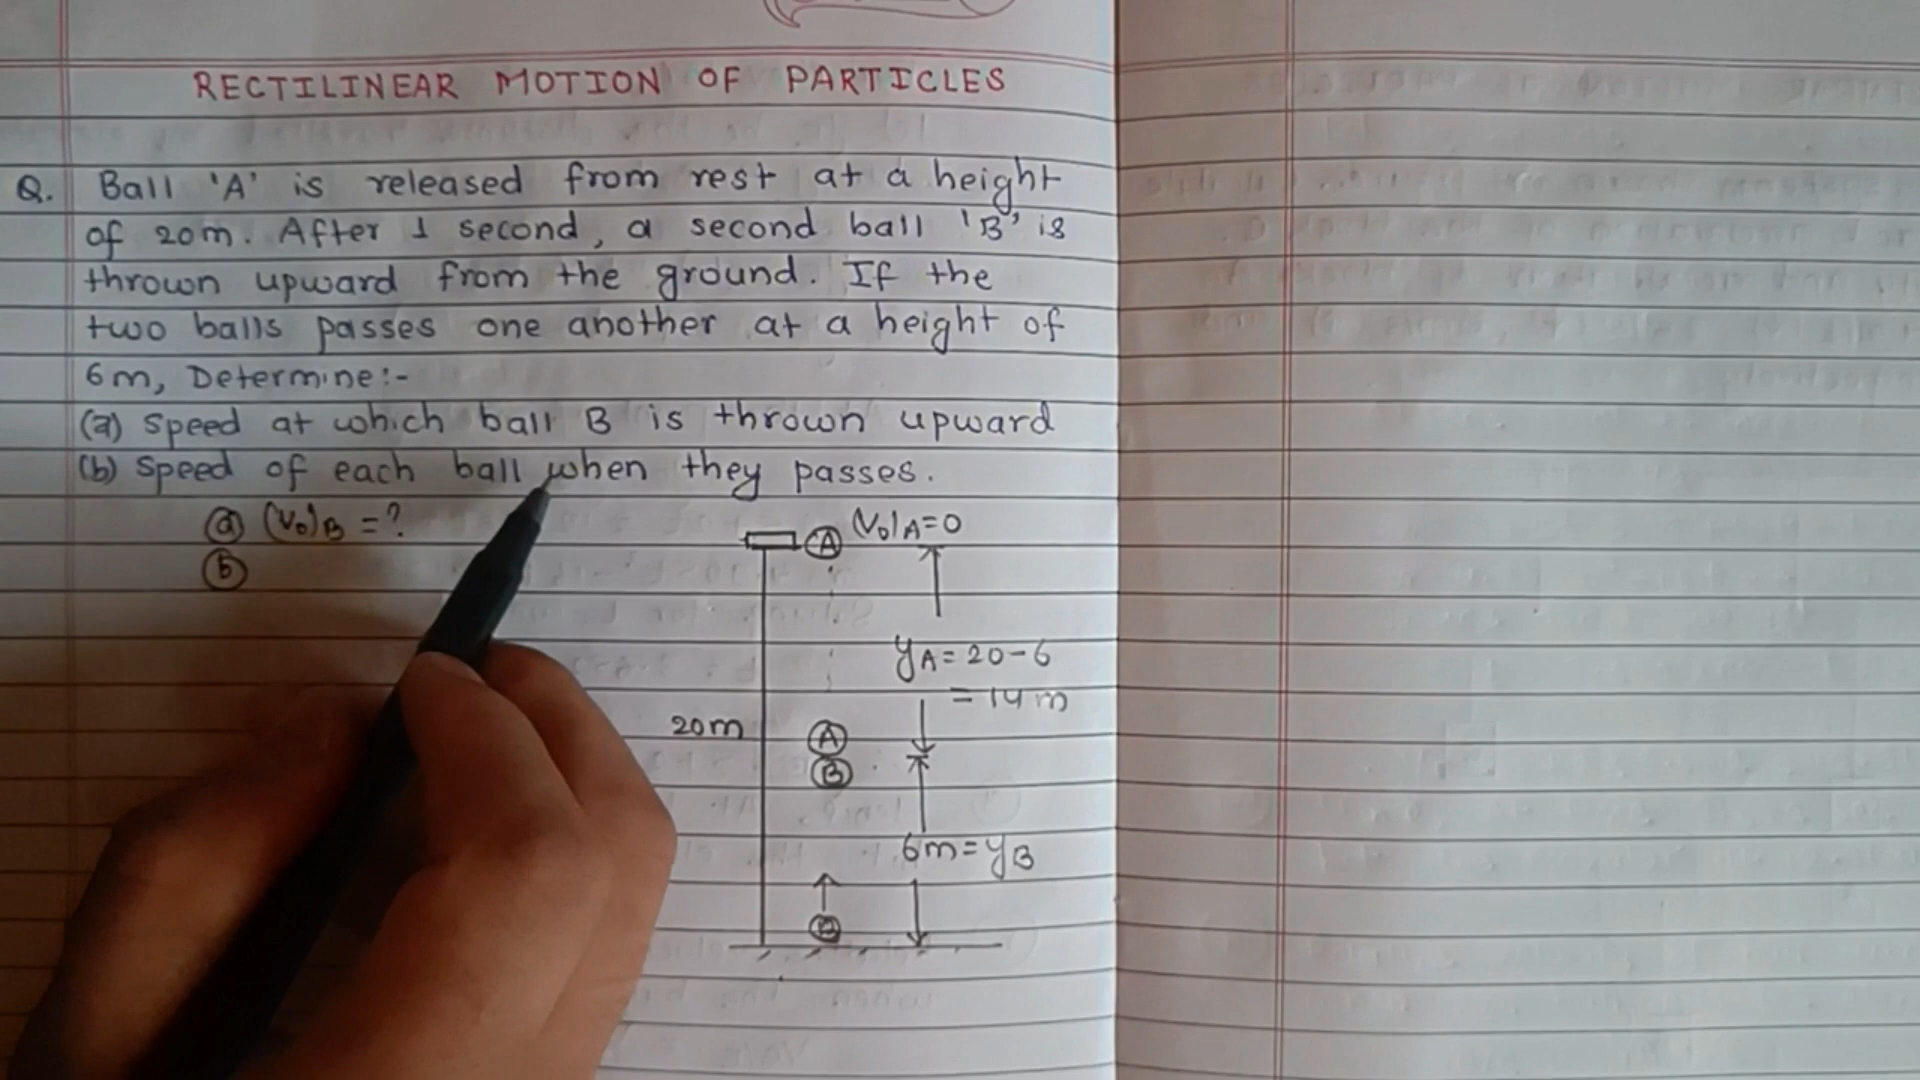 RECTILINEAR MOTION OF PARTICLES
Q. Ball 'A' is released from rest at a height
of 20m. After 1 second, a second ball 'B' is
thrown upward from the ground. If the
two balls passes one another at a height of
6m, Determine:-
(a) Speed at which ball B is thrown upward
(b) Speed of each ball when they passes.
(a) (V₀)B = ?
(b)
A (V₀)A=0
yA = 20-6
= 14 m
20m
A
B
6m = yB
B